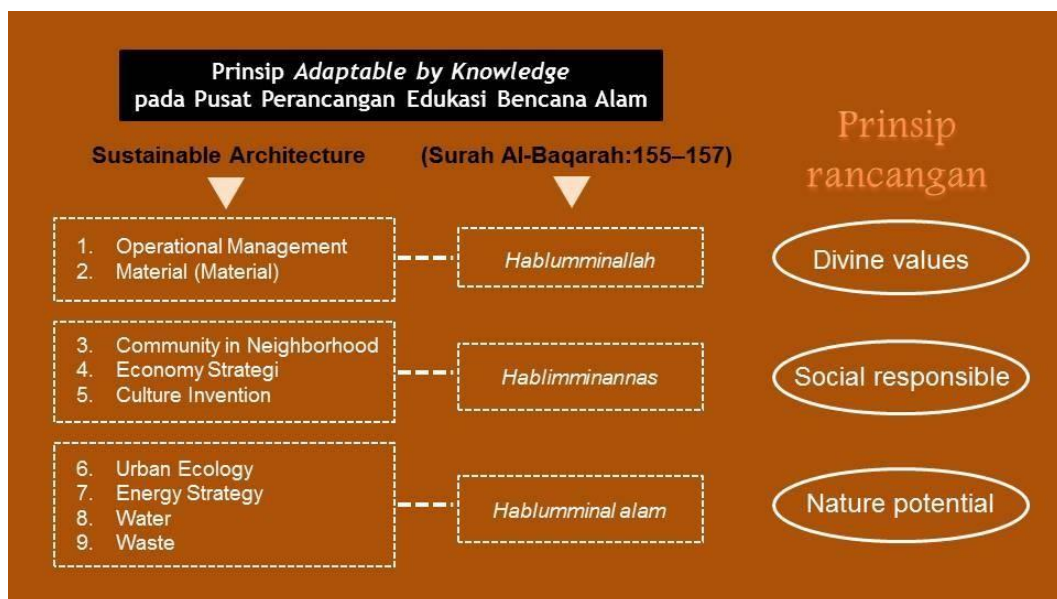 Prinsip Adaptable by Knowledge
pada Pusat Perancangan Edukasi Bencana Alam
Prinsip
rancangan
Sustainable Architecture
(Surah Al-Baqarah:155–157)
1. Operational Management
2. Material (Material)
Hablumminallah
Divine values
3. Community in Neighborhood
4. Economy Strategi
5. Culture Invention
Hablimminannas
Social responsible
6. Urban Ecology
7. Energy Strategy
8. Water
9. Waste
Hablumminal alam
Nature potential